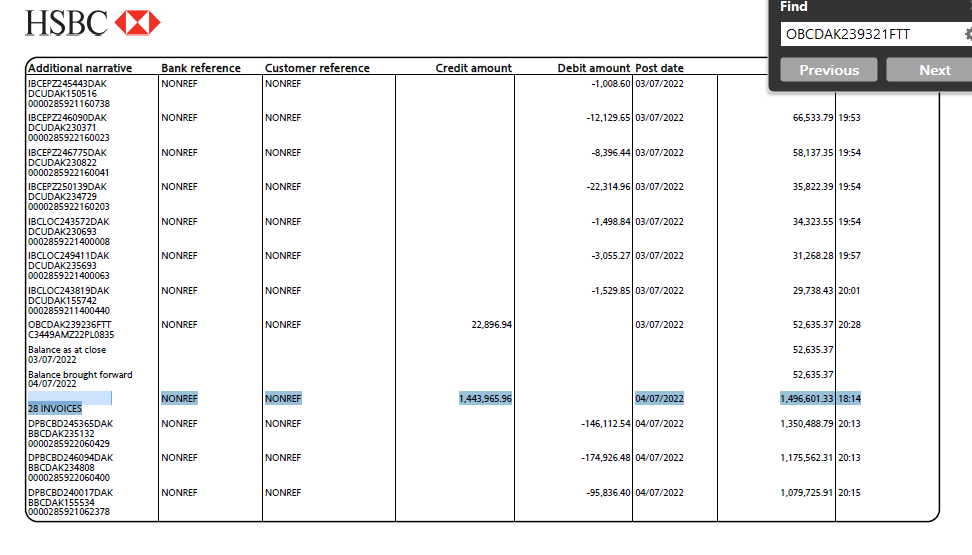 HSBC
Find
OBCDAK239321FTT
Previous Next
Additional narrative Bank reference Customer reference Credit amount Debit amount Post date
IBCEPZ245443DAK NONREF NONREF -1,008.60 03/07/2022
DCUDAK150516
0000285921160738
IBCEPZ246090DAK NONREF NONREF -12,129.65 03/07/2022 66,533.79 19:53
DCUDAK230371
0000285922160023
IBCEPZ246775DAK NONREF NONREF -8,396.44 03/07/2022 58,137.35 19:54
DCUDAK230822
0000285922160041
IBCEPZ250139DAK NONREF NONREF -22,314.96 03/07/2022 35,822.39 19:54
DCUDAK234729
0000285922160203
IBCLOC243572DAK NONREF NONREF -1,498.84 03/07/2022 34,323.55 19:54
DCUDAK230693
0002859221400008
IBCLOC249411DAK NONREF NONREF -3,055.27 03/07/2022 31,268.28 19:57
DCUDAK235693
0002859221400063
IBCLOC243819DAK NONREF NONREF -1,529.85 03/07/2022 29,738.43 20:01
DCUDAK155742
0002859211400440
OBCDAK239236FTT NONREF NONREF 22,896.94 03/07/2022 52,635.37 20:28
C3449AMZ22PL0835
Balance as at close 52,635.37
03/07/2022
Balance brought forward 52,635.37
04/07/2022
NONREF NONREF 1,443,965.96 04/07/2022 1,496,601.33 18:14
28 INVOICES
DPBCBD245365DAK NONREF NONREF -146,112.54 04/07/2022 1,350,488.79 20:13
BBCDAK235132
0000285922060429
DPBCBD246094DAK NONREF NONREF -174,926.48 04/07/2022 1,175,562.31 20:13
BBCDAK234808
0000285922060400
DPBCBD240017DAK NONREF NONREF -95,836.40 04/07/2022 1,079,725.91 20:15
BBCDAK155534
0000285921062378